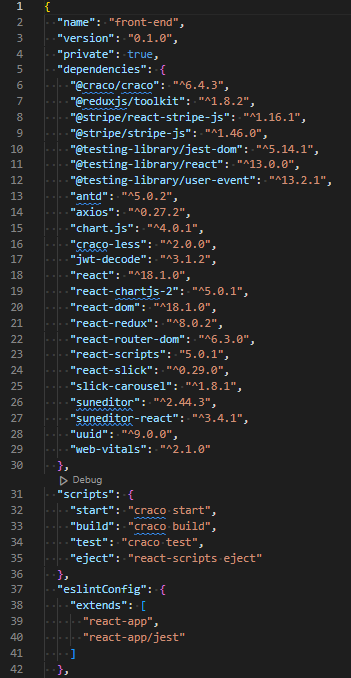 1 {
2 "name": "front-end",
3 "version": "0.1.0",
4 "private": true,
5 "dependencies": {
6 "@craco/craco": "^6.4.3",
7 "@reduxjs/toolkit": "^1.8.2",
8 "@stripe/react-stripe-js": "^1.16.1",
9 "@stripe/stripe-js": "^1.46.0",
10 "@testing-library/jest-dom": "^5.14.1",
11 "@testing-library/react": "^13.0.0",
12 "@testing-library/user-event": "^13.2.1",
13 "antd": "^5.0.2",
14 "axios": "^0.27.2",
15 "chart.js": "^4.0.1",
16 "craco-less": "^2.0.0",
17 "jwt-decode": "^3.1.2",
18 "react": "^18.1.0",
19 "react-chartjs-2": "^5.0.1",
20 "react-dom": "^18.1.0",
21 "react-redux": "^8.0.2",
22 "react-router-dom": "^6.3.0",
23 "react-scripts": "5.0.1",
24 "react-slick": "^0.29.0",
25 "slick-carousel": "^1.8.1",
26 "suneditor": "^2.44.3",
27 "suneditor-react": "^3.4.1",
28 "uuid": "^9.0.0",
29 "web-vitals": "^2.1.0"
30 },
Debug
31 "scripts": {
32 "start": "craco start",
33 "build": "craco build",
34 "test": "craco test",
35 "eject": "react-scripts eject"
36 },
37 "eslintConfig": {
38 "extends": [
39 "react-app",
40 "react-app/jest"
41 ]
42 },